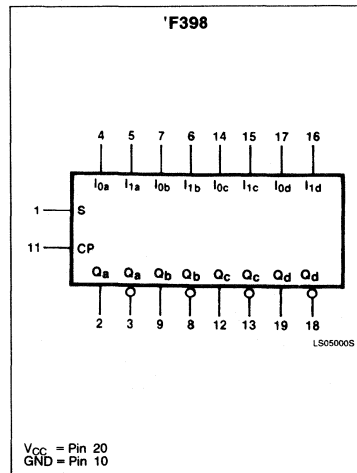 'F398
4 5 7 6 14 15 17 16
I0a I1a I0b I1b I0c I1c I0d I1d
1 S
11 CP
Qa Qa Qb Qb Qc Qc Qd Qd
2 3 9 8 12 13 19 18
LS05000S
VCC = Pin 20
GND = Pin 10